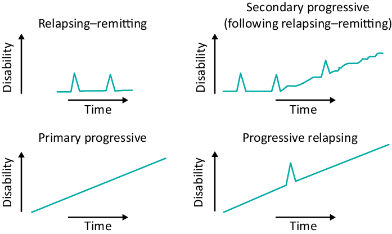 Relapsing–remitting
Disability
Time
Secondary progressive
(following relapsing–remitting)
Disability
Time
Primary progressive
Disability
Time
Progressive relapsing
Disability
Time